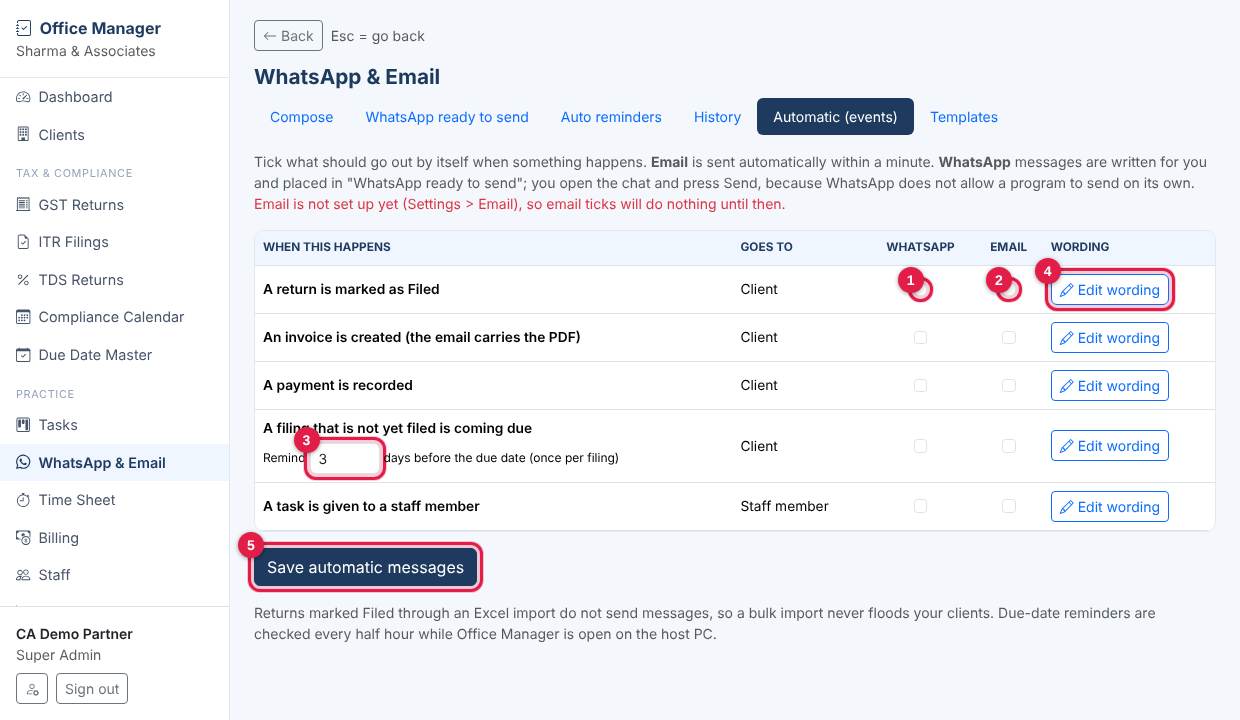 Office Manager
Sharma & Associates
Dashboard
Clients
TAX & COMPLIANCE
GST Returns
ITR Filings
TDS Returns
Compliance Calendar
Due Date Master
PRACTICE
Tasks
WhatsApp & Email
Time Sheet
Billing
Staff
CA Demo Partner
Super Admin
Sign out
← Back Esc = go back
WhatsApp & Email
Compose WhatsApp ready to send Auto reminders History Automatic (events) Templates
Tick what should go out by itself when something happens. Email is sent automatically within a minute. WhatsApp messages are written for you
and placed in "WhatsApp ready to send"; you open the chat and press Send, because WhatsApp does not allow a program to send on its own.
Email is not set up yet (Settings > Email), so email ticks will do nothing until then.
WHEN THIS HAPPENS GOES TO WHATSAPP EMAIL WORDING
A return is marked as Filed Client 1 2 4 Edit wording
An invoice is created (the email carries the PDF) Client Edit wording
A payment is recorded Client Edit wording
A filing that is not yet filed is coming due
3
Remind 3 days before the due date (once per filing) Client Edit wording
A task is given to a staff member Staff member Edit wording
5
Save automatic messages
Returns marked Filed through an Excel import do not send messages, so a bulk import never floods your clients. Due-date reminders are
checked every half hour while Office Manager is open on the host PC.